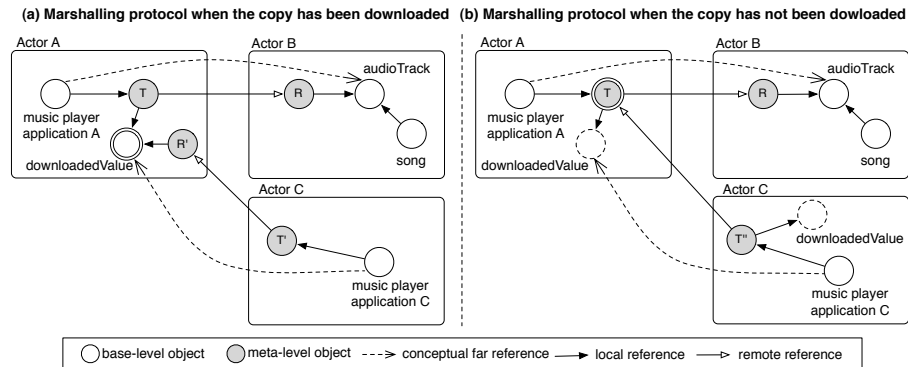 (a) Marshalling protocol when the copy has been downloaded
(b) Marshalling protocol when the copy has not been dowloaded
Actor A
Actor B
audioTrack
T
R
music player
application A
R'
downloadedValue
song
Actor C
T'
music player
application C
Actor A
Actor B
audioTrack
T
R
music player
application A
downloadedValue
song
Actor C
T"
downloadedValue
music player
application C
base-level object
meta-level object
conceptual far reference
local reference
remote reference